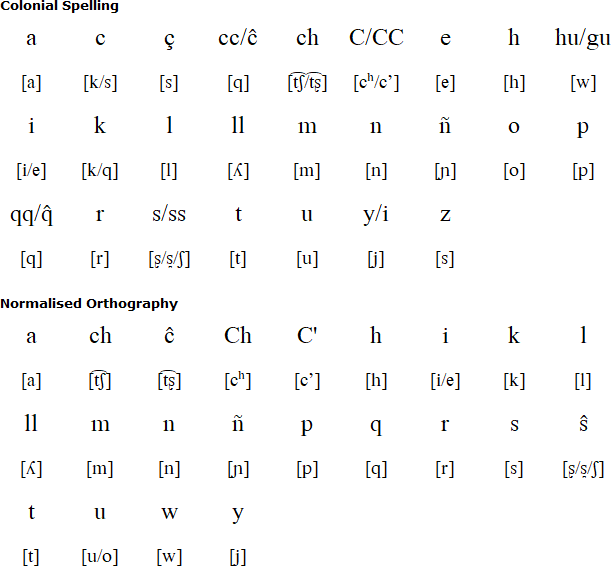 Colonial Spelling
a c ç cc/ĉ ch C/CC e h hu/gu
[a] [k/s] [s] [q] [t͡ʃ/t͡ʂ] [cʰ/c’] [e] [h] [w]
i k l ll m n ñ o p
[i/e] [k/q] [l] [ʎ] [m] [n] [ɲ] [o] [p]
qq/q̂ r s/ss t u y/i z
[q] [r] [ʂ/s̠/ʃ] [t] [u] [j] [s]
Normalised Orthography
a ch ĉ Ch C' h i k l
[a] [t͡ʃ] [t͡ʂ] [cʰ] [c’] [h] [i/e] [k] [l]
ll m n ñ p q r s ŝ
[ʎ] [m] [n] [ɲ] [p] [q] [r] [s] [ʂ/s̠/ʃ]
t u w y
[t] [u/o] [w] [j]